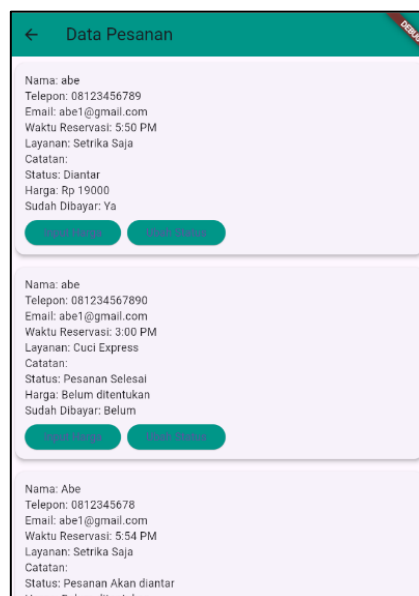 Data Pesanan
DEBUG
Nama: abe
Telepon: 08123456789
Email: abe1@gmail.com
Waktu Reservasi: 5:50 PM
Layanan: Setrika Saja
Catatan:
Status: Diantar
Harga: Rp 19000
Sudah Dibayar: Ya
Input Harga
Ubah Status
Nama: abe
Telepon: 081234567890
Email: abe1@gmail.com
Waktu Reservasi: 3:00 PM
Layanan: Cuci Express
Catatan:
Status: Pesanan Selesai
Harga: Belum ditentukan
Sudah Dibayar: Belum
Input Harga
Ubah Status
Nama: Abe
Telepon: 0812345678
Email: abe1@gmail.com
Waktu Reservasi: 5:54 PM
Layanan: Setrika Saja
Catatan:
Status: Pesanan Akan diantar